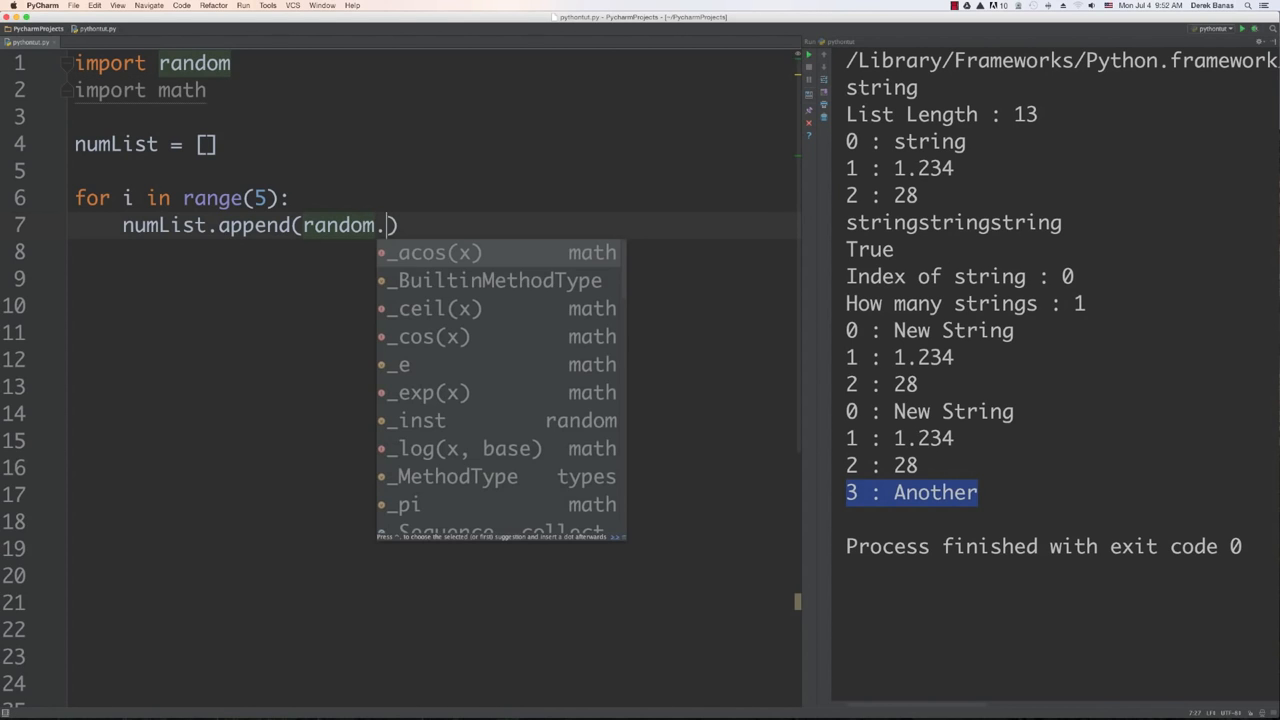 PyCharm File Edit View Navigate Code Refactor Run Tools VCS Window Help
10 Mon Jul 4 9:52 AM Derek Banas
pythontut.py - PycharmProjects - [~/PycharmProjects]
PycharmProjects pythontut.py
pythontut
pythontut.py
Run pythontut
1 import random
2 import math
3
4 numList = []
5
6 for i in range(5):
7 numList.append(random.)
8
9
10
11
12
13
14
15
16
17
18
19
20
21
22
23
24
_acos(x) math
_BuiltinMethodType
_ceil(x) math
_cos(x) math
_e math
_exp(x) math
_inst random
_log(x, base) math
_MethodType types
_pi math
_Sequence collect
Press ^. to choose the selected (or first) suggestion and insert a dot afterwards >>
/Library/Frameworks/Python.framework
string
List Length : 13
0 : string
1 : 1.234
2 : 28
stringstringstring
True
Index of string : 0
How many strings : 1
0 : New String
1 : 1.234
2 : 28
0 : New String
1 : 1.234
2 : 28
3 : Another
Process finished with exit code 0
7:27 LF‡ UTF-8‡